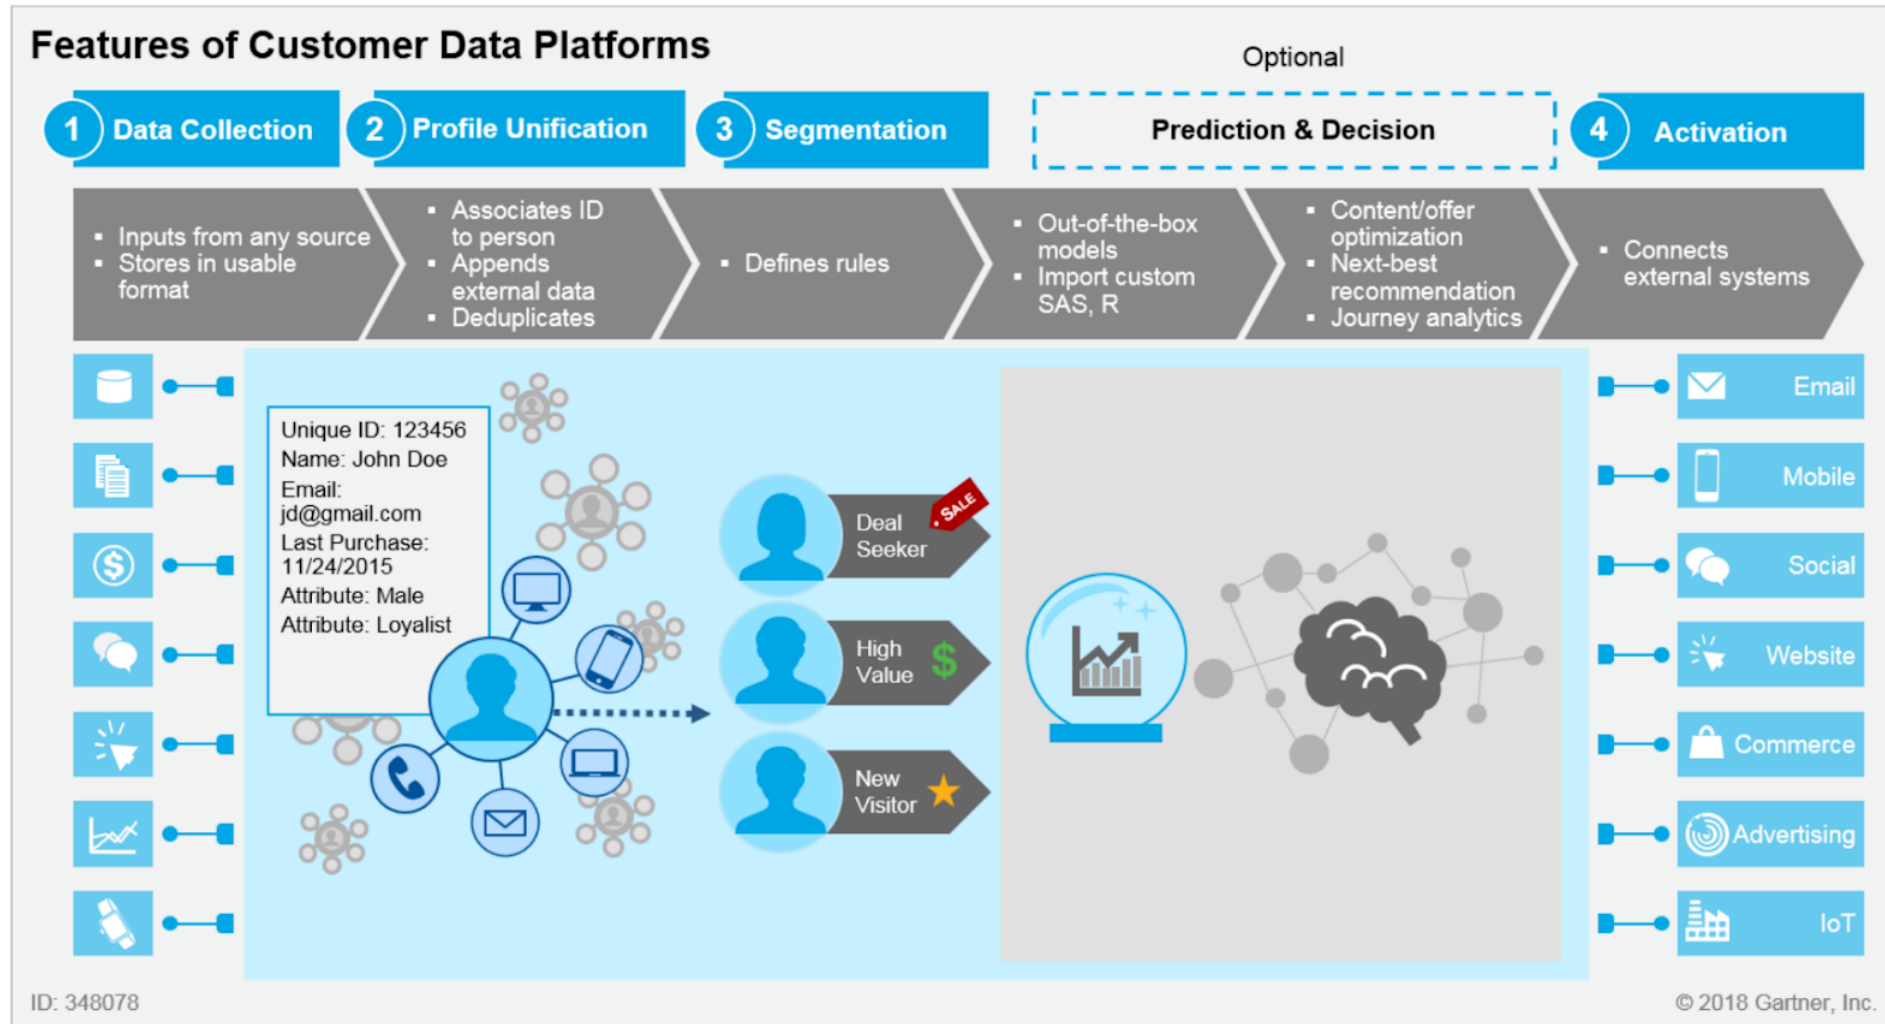 Features of Customer Data Platforms
Optional
1 Data Collection
2 Profile Unification
3 Segmentation
Prediction & Decision
4 Activation
▪ Inputs from any source
▪ Stores in usable
format
▪ Associates ID
to person
▪ Appends
external data
▪ Deduplicates
▪ Defines rules
▪ Out-of-the-box
models
▪ Import custom
SAS, R
▪ Content/offer
optimization
▪ Next-best
recommendation
▪ Journey analytics
▪ Connects
external systems
Unique ID: 123456
Name: John Doe
Email:
jd@gmail.com
Last Purchase:
11/24/2015
Attribute: Male
Attribute: Loyalist
Deal
Seeker
SALE
High
Value
$
New
Visitor
$
Email
Mobile
Social
Website
Commerce
Advertising
IoT
ID: 348078
© 2018 Gartner, Inc.